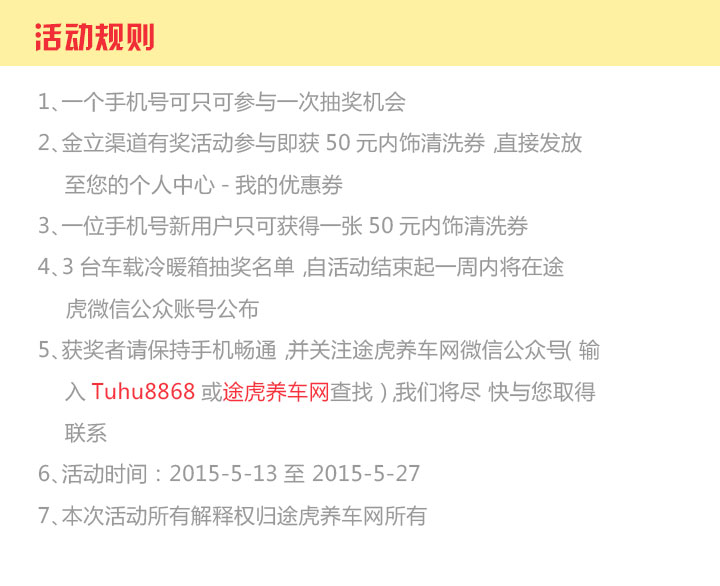 活动规则
1、一个手机号可只可参与一次抽奖机会
2、金立渠道有奖活动参与即获 50 元内饰清洗券 ,直接发放
至您的个人中心 - 我的优惠券
3、一位手机号新用户只可获得一张 50 元内饰清洗券
4、3 台车载冷暖箱抽奖名单 ,自活动结束起一周内将在途
虎微信公众账号公布
5、获奖者请保持手机畅通 ,并关注途虎养车网微信公众号( 输
入 Tuhu8868 或途虎养车网查找 ),我们将尽 快与您取得
联系
6、活动时间：2015-5-13 至 2015-5-27
7、本次活动所有解释权归途虎养车网所有